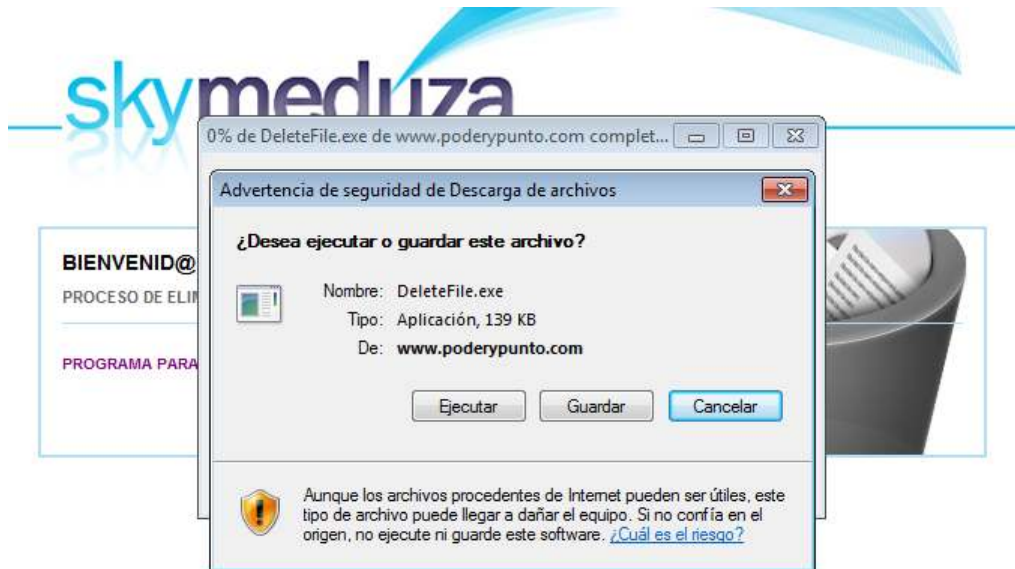 skymeduza
0% de DeleteFile.exe de www.poderypunto.com complet...
Advertencia de seguridad de Descarga de archivos
¿Desea ejecutar o guardar este archivo?
BIENVENID@
PROCESO DE
Nombre: DeleteFile.exe
Tipo: Aplicación, 139 KB
De: www.poderypunto.com
PROGRAMA PARA
Ejecutar Guardar Cancelar
Aunque los archivos procedentes de Internet pueden ser útiles, este
tipo de archivo puede llegar a dañar el equipo. Si no confía en el
origen, no ejecute ni guarde este software. ¿Cuál es el riesgo?